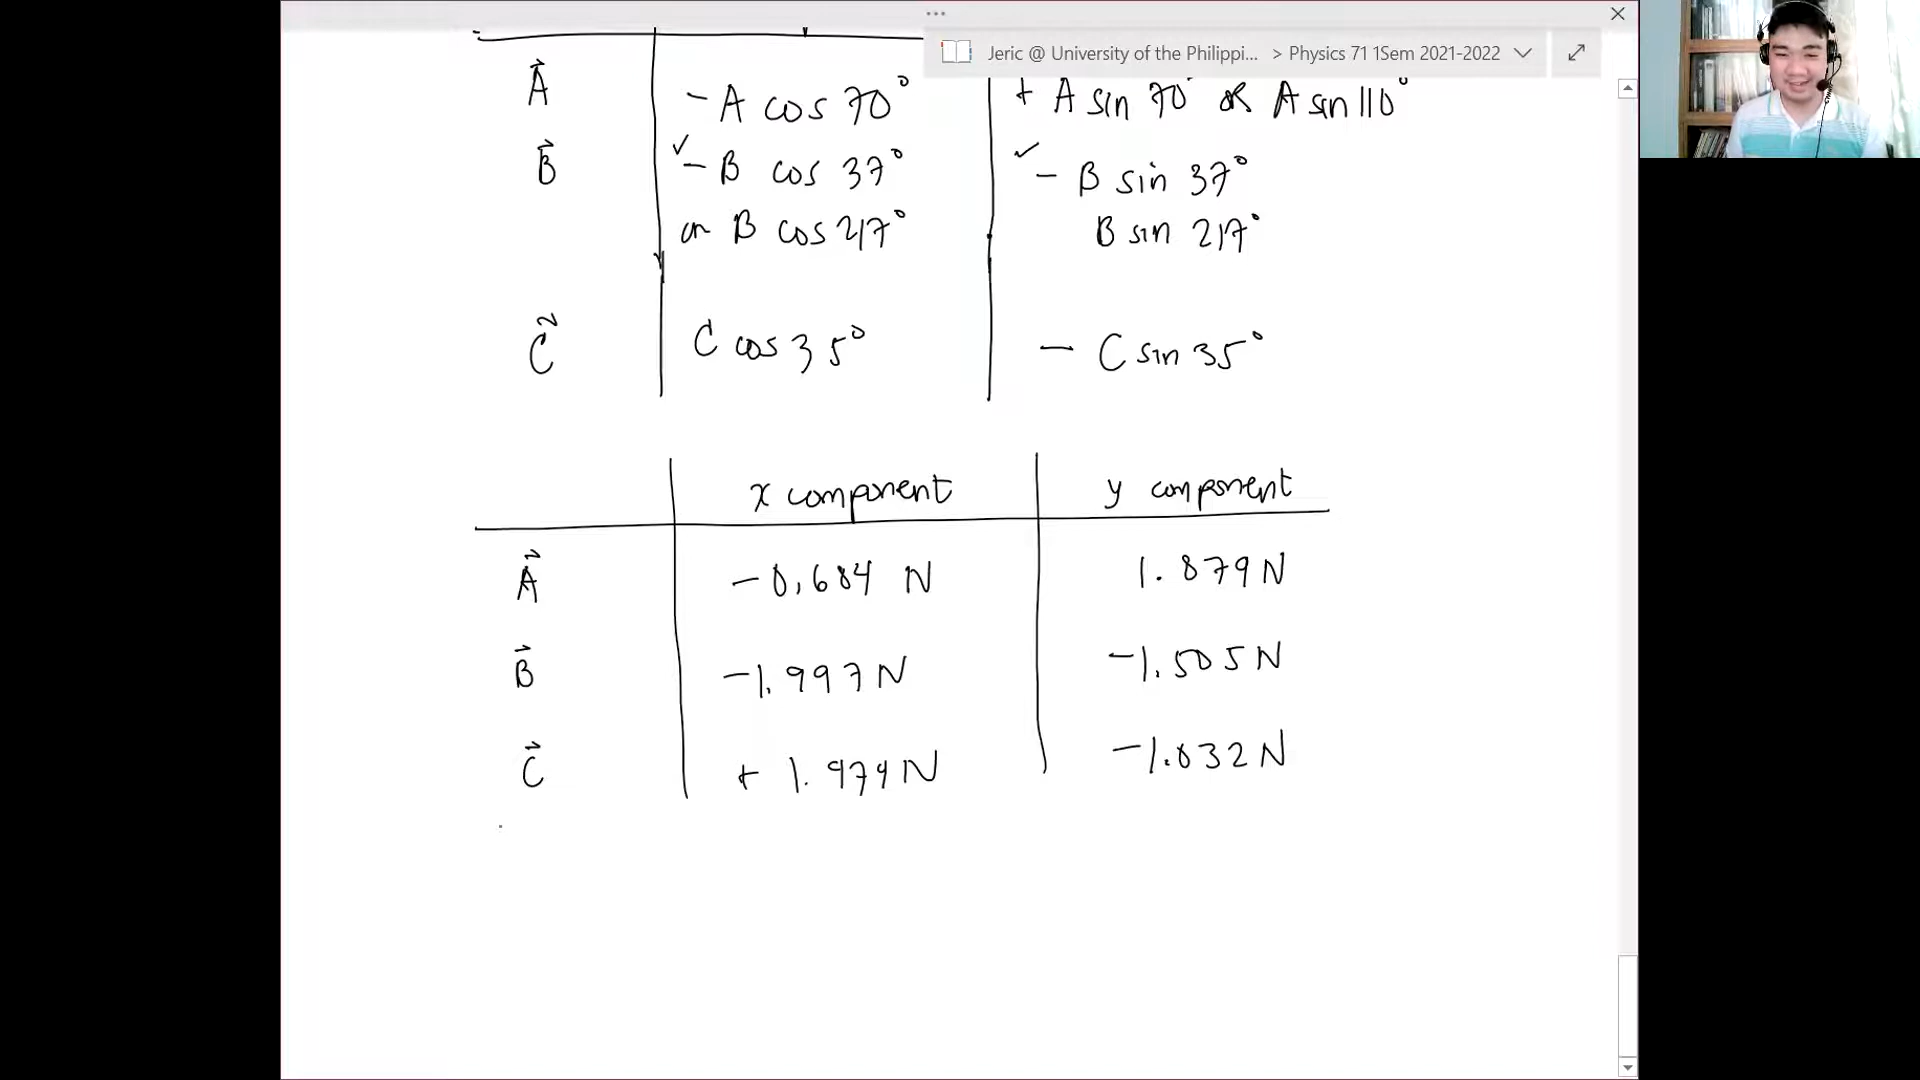 Jeric @ University of the Philippi... > Physics 71 1Sem 2021-2022
A⃗ - A cos 70° + A sin 70° OR A sin 110°
B⃗ ✓ - B cos 37° ✓ - B sin 37°
or B cos 217° B sin 217°
C⃗ C cos 35° - C sin 35°
x component y component
A⃗ -0.684 N 1.879 N
B⃗ -1.997 N -1.505 N
C⃗ + 1.474 N -1.032 N